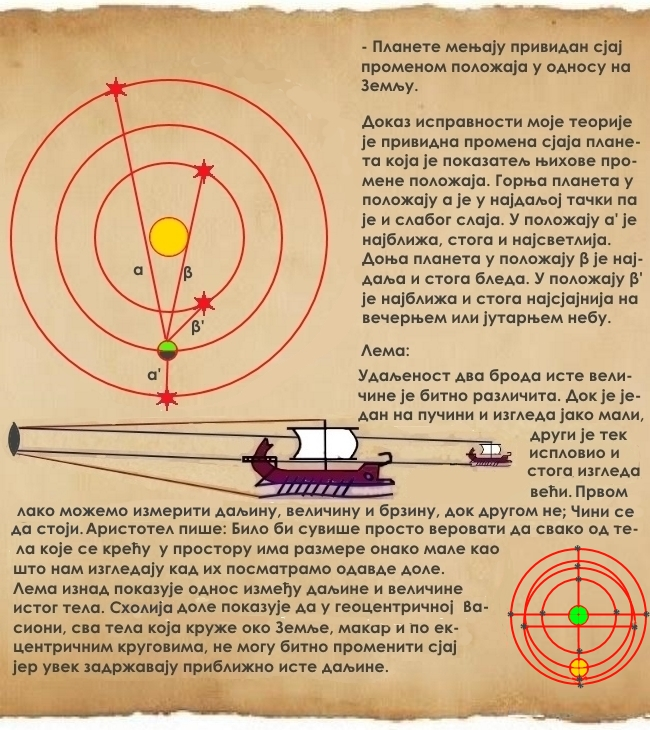 - Планете мењају привидан сјај
променом положаја у односу на
Земљу.
Доказ исправности моје теорије
је привидна промена сјаја плане-
та која је показатељ њихове про-
мене положаја. Горња планета у
положају а је у најдаљој тачки па
је и слабог слаја. У положају а' је
најближа, стога и најсветлија.
Доња планета у положају β је нај-
даља и стога бледа. У положају β'
је најближа и стога најсјајнија на
вечерњем или јутарњем небу.
α
β
β'
α'
Лема:
Удаљеност два брода исте вели-
чине је битно различита. Док је је-
дан на пучини и изгледа јако мали,
други је тек
испловио и
стога изгледа
већи. Првом
лако можемо измерити даљину, величину и брзину, док другом не; Чини се
да стоји. Аристотел пише: Било би сувише просто веровати да свако од те-
ла које се крећу у простору има размере онако мале као
што нам изгледају кад их посматрамо одавде доле.
Лема изнад показује однос између даљине и величине
истог тела. Схолија доле показује да у геоцентричној Ва-
сиони, сва тела која круже око Земље, макар и по ек-
центричним круговима, не могу битно променити сјај
јер увек задржавају приближно исте даљине.